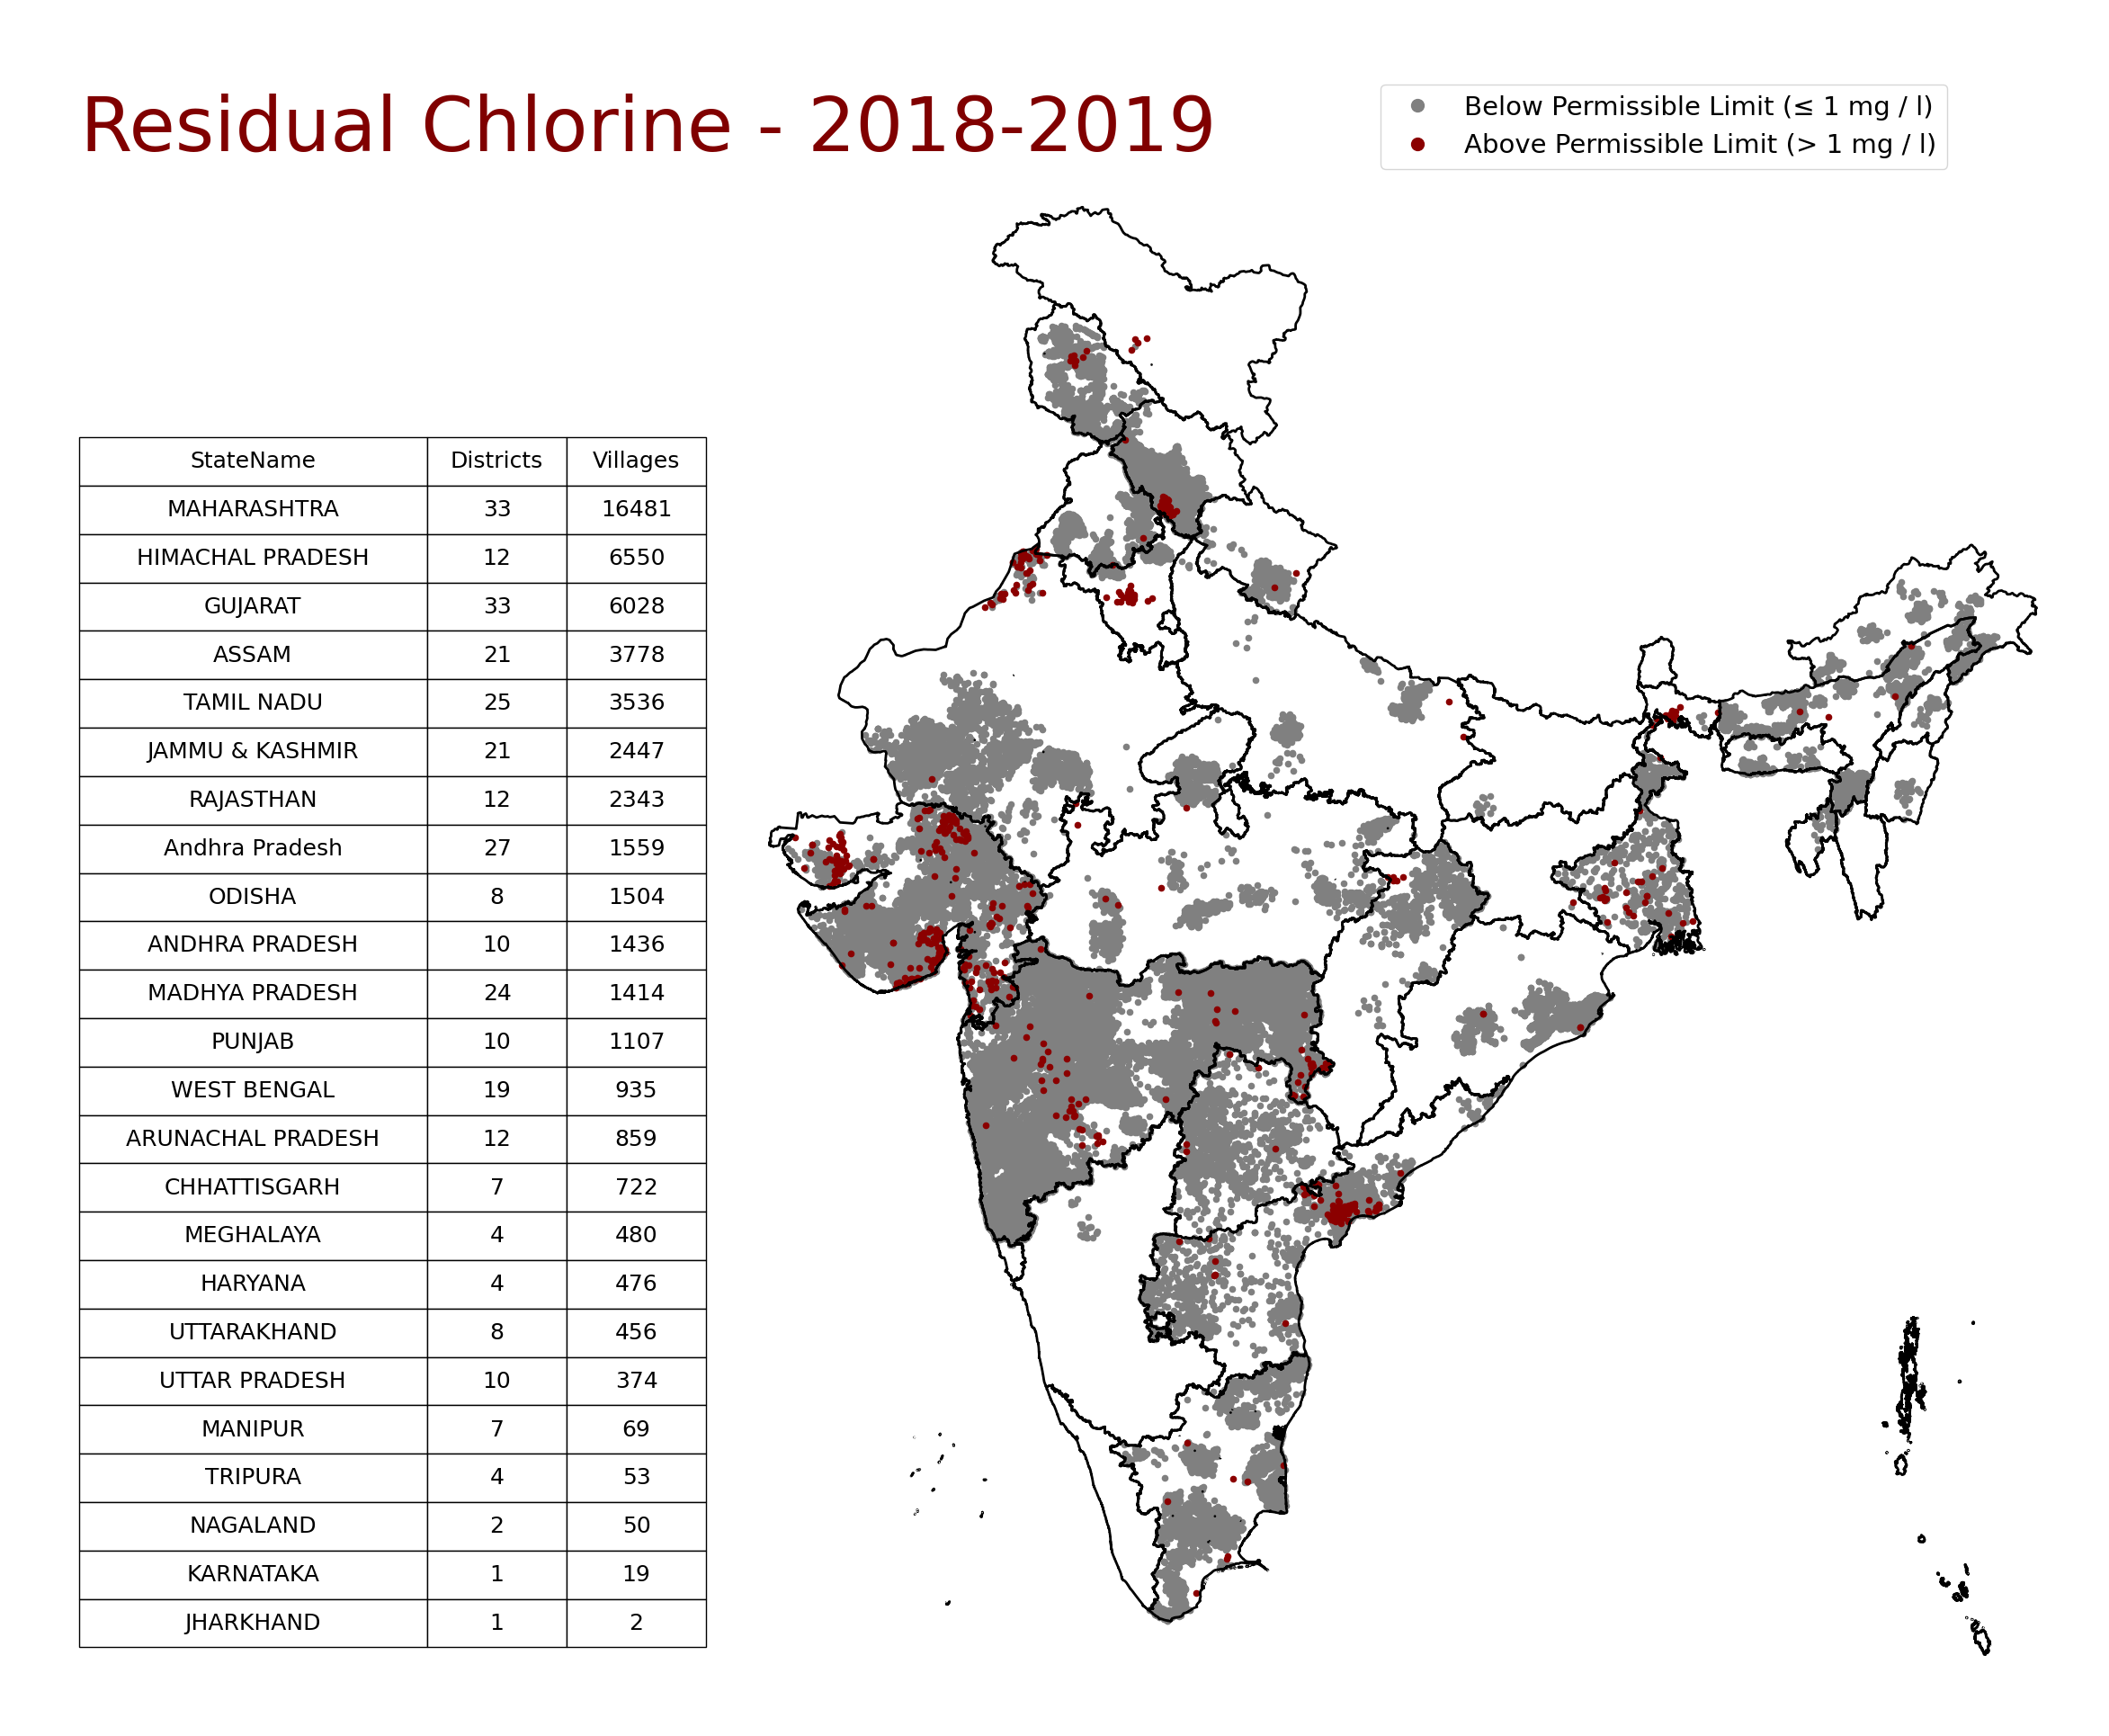 Residual Chlorine - 2018-2019
Below Permissible Limit (≤ 1 mg / l)
Above Permissible Limit (> 1 mg / l)
StateName Districts Villages
MAHARASHTRA 33 16481
HIMACHAL PRADESH 12 6550
GUJARAT 33 6028
ASSAM 21 3778
TAMIL NADU 25 3536
JAMMU & KASHMIR 21 2447
RAJASTHAN 12 2343
Andhra Pradesh 27 1559
ODISHA 8 1504
ANDHRA PRADESH 10 1436
MADHYA PRADESH 24 1414
PUNJAB 10 1107
WEST BENGAL 19 935
ARUNACHAL PRADESH 12 859
CHHATTISGARH 7 722
MEGHALAYA 4 480
HARYANA 4 476
UTTARAKHAND 8 456
UTTAR PRADESH 10 374
MANIPUR 7 69
TRIPURA 4 53
NAGALAND 2 50
KARNATAKA 1 19
JHARKHAND 1 2